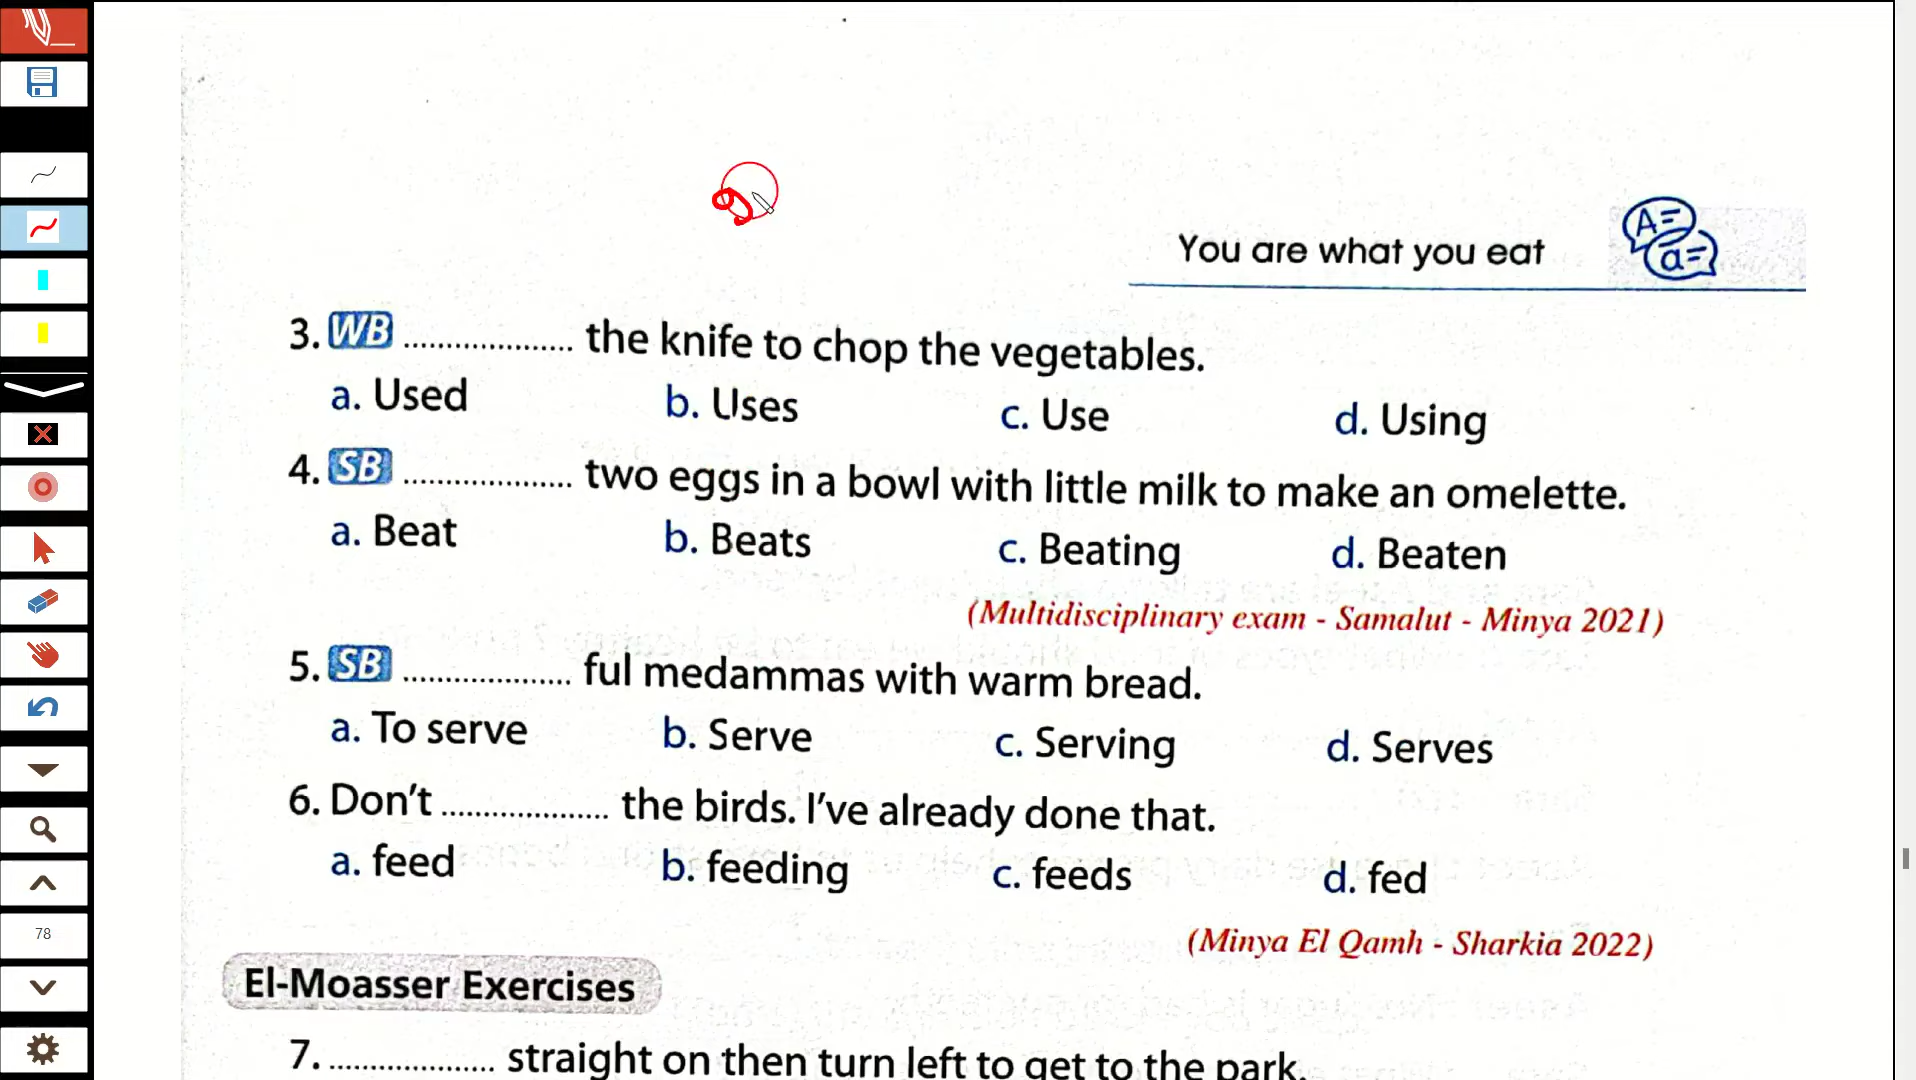 You are what you eat
A=
a=
3. WB ................... the knife to chop the vegetables.
a. Used b. Uses c. Use d. Using
4. SB ................... two eggs in a bowl with little milk to make an omelette.
a. Beat b. Beats c. Beating d. Beaten
(Multidisciplinary exam - Samalut - Minya 2021)
5. SB ................... ful medammas with warm bread.
a. To serve b. Serve c. Serving d. Serves
6. Don't ................... the birds. I've already done that.
a. feed b. feeding c. feeds d. fed
(Minya El Qamh - Sharkia 2022)
El-Moasser Exercises
7. ................... straight on then turn left to get to the park.
78